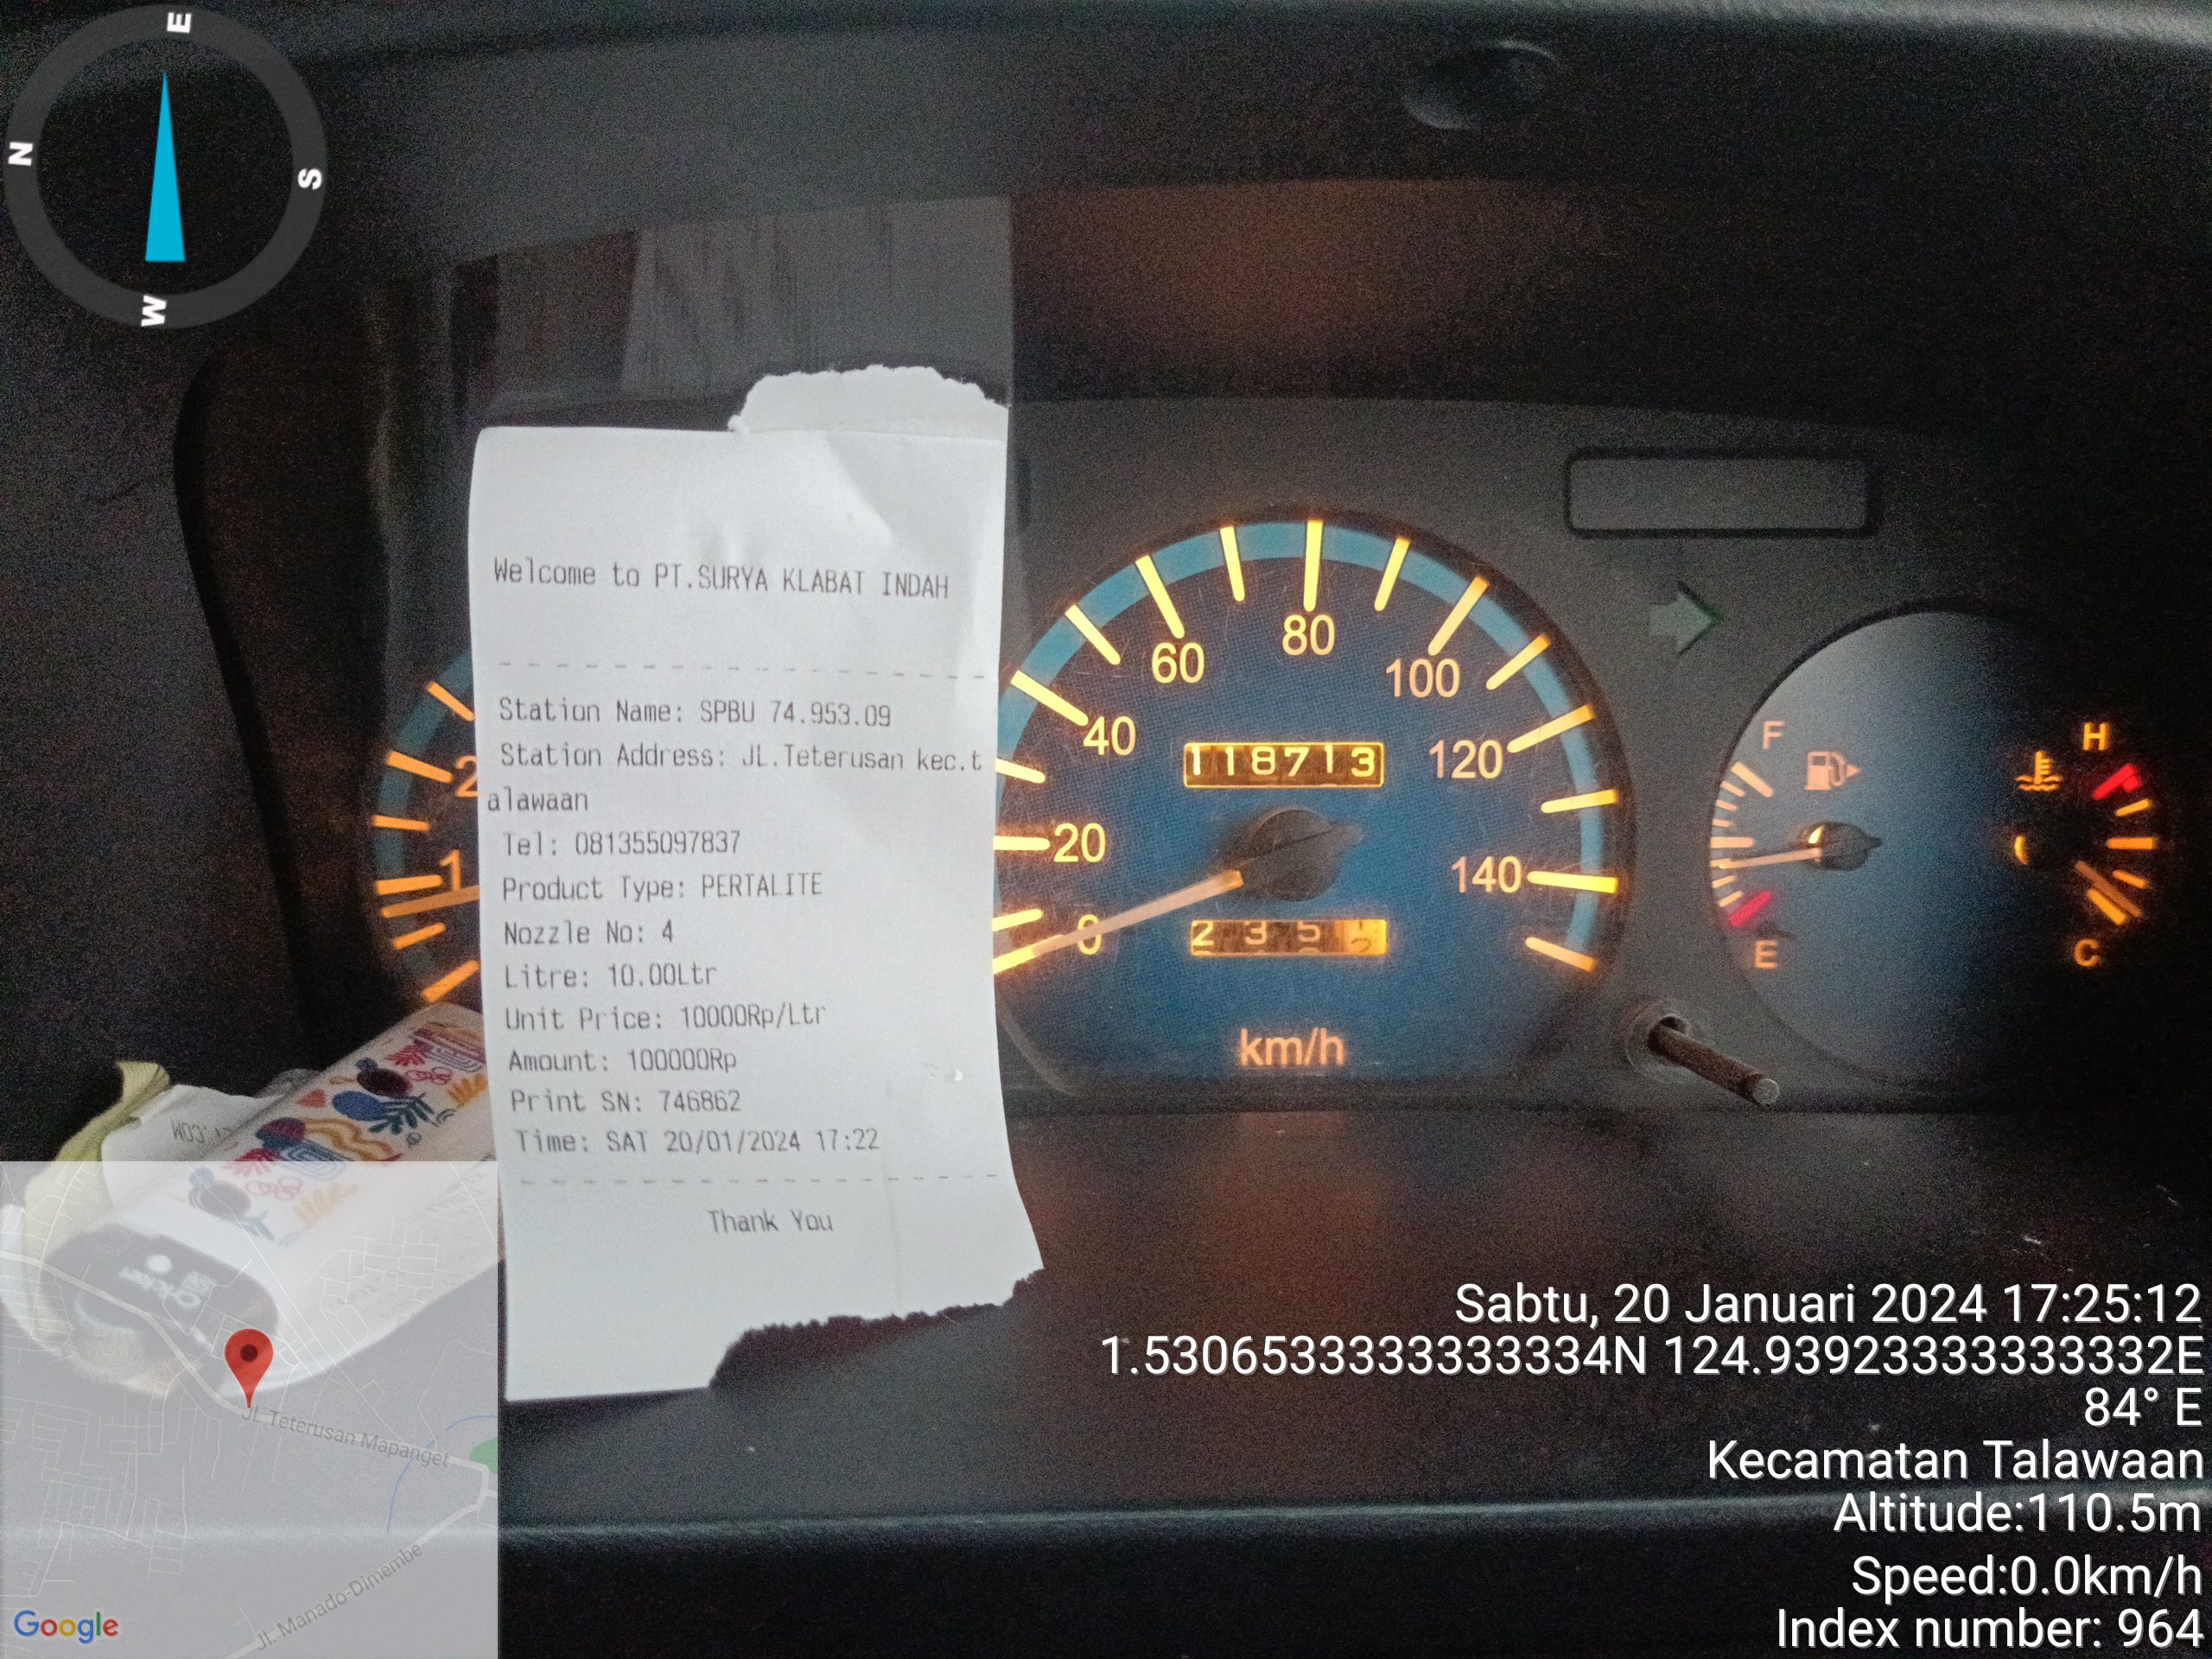 E
N
S
W
Welcome to PT.SURYA KLABAT INDAH
Station Name: SPBU 74.953.09
Station Address: JL.Teterusan kec.t
alawaan
Tel: 081355097837
Product Type: PERTALITE
Nozzle No: 4
Litre: 10.00Ltr
Unit Price: 10000Rp/Ltr
Amount: 100000Rp
Print SN: 746862
Time: SAT 20/01/2024 17:22
Thank You
2
1
0
20
40
60
80
100
120
140
118713
235
km/h
F
E
H
C
Jl. Teterusan Mapanget
Jl. Manado-Dimembe
Google
Sabtu, 20 Januari 2024 17:25:12
1.5306533333333334N 124.93923333333332E
84° E
Kecamatan Talawaan
Altitude:110.5m
Speed:0.0km/h
Index number: 964